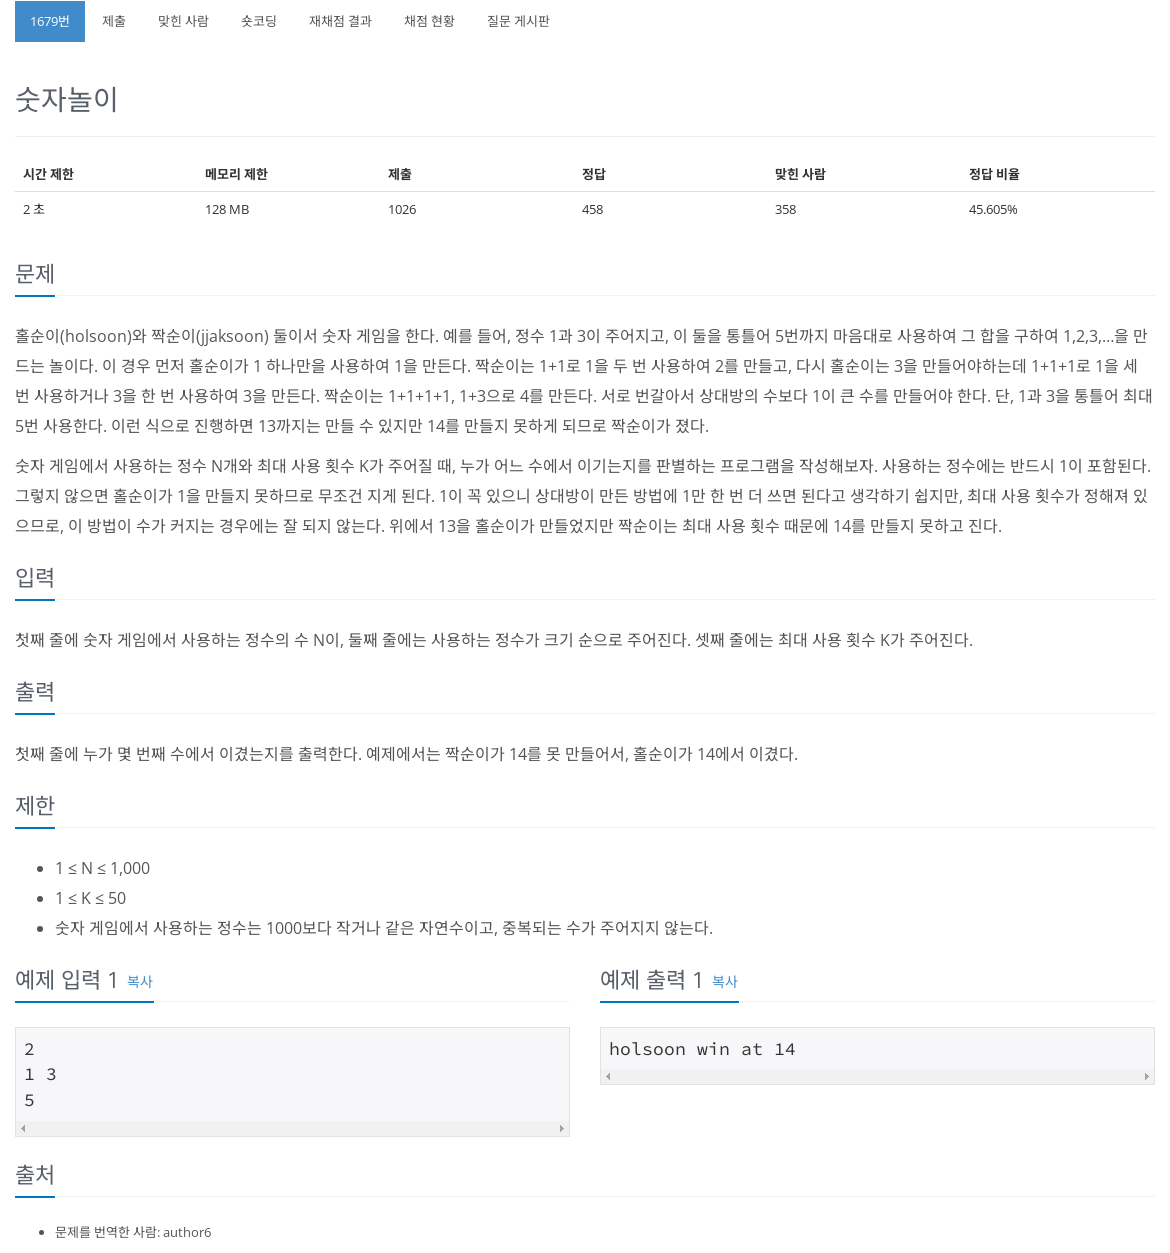 1679번 제출 맞힌 사람 숏코딩 재채점 결과 채점 현황 질문 게시판
숫자놀이
시간 제한 메모리 제한 제출 정답 맞힌 사람 정답 비율
2 초 128 MB 1026 458 358 45.605%
문제
홀순이(holsoon)와 짝순이(jjaksoon) 둘이서 숫자 게임을 한다. 예를 들어, 정수 1과 3이 주어지고, 이 둘을 통틀어 5번까지 마음대로 사용하여 그 합을 구하여 1,2,3,...을 만
드는 놀이다. 이 경우 먼저 홀순이가 1 하나만을 사용하여 1을 만든다. 짝순이는 1+1로 1을 두 번 사용하여 2를 만들고, 다시 홀순이는 3을 만들어야하는데 1+1+1로 1을 세
번 사용하거나 3을 한 번 사용하여 3을 만든다. 짝순이는 1+1+1+1, 1+3으로 4를 만든다. 서로 번갈아서 상대방의 수보다 1이 큰 수를 만들어야 한다. 단, 1과 3을 통틀어 최대
5번 사용한다. 이런 식으로 진행하면 13까지는 만들 수 있지만 14를 만들지 못하게 되므로 짝순이가 졌다.
숫자 게임에서 사용하는 정수 N개와 최대 사용 횟수 K가 주어질 때, 누가 어느 수에서 이기는지를 판별하는 프로그램을 작성해보자. 사용하는 정수에는 반드시 1이 포함된다.
그렇지 않으면 홀순이가 1을 만들지 못하므로 무조건 지게 된다. 1이 꼭 있으니 상대방이 만든 방법에 1만 한 번 더 쓰면 된다고 생각하기 쉽지만, 최대 사용 횟수가 정해져 있
으므로, 이 방법이 수가 커지는 경우에는 잘 되지 않는다. 위에서 13을 홀순이가 만들었지만 짝순이는 최대 사용 횟수 때문에 14를 만들지 못하고 진다.
입력
첫째 줄에 숫자 게임에서 사용하는 정수의 수 N이, 둘째 줄에는 사용하는 정수가 크기 순으로 주어진다. 셋째 줄에는 최대 사용 횟수 K가 주어진다.
출력
첫째 줄에 누가 몇 번째 수에서 이겼는지를 출력한다. 예제에서는 짝순이가 14를 못 만들어서, 홀순이가 14에서 이겼다.
제한
• 1 ≤ N ≤ 1,000
• 1 ≤ K ≤ 50
• 숫자 게임에서 사용하는 정수는 1000보다 작거나 같은 자연수이고, 중복되는 수가 주어지지 않는다.
예제 입력 1 복사
2
1 3
5
예제 출력 1 복사
holsoon win at 14
출처
• 문제를 번역한 사람: author6